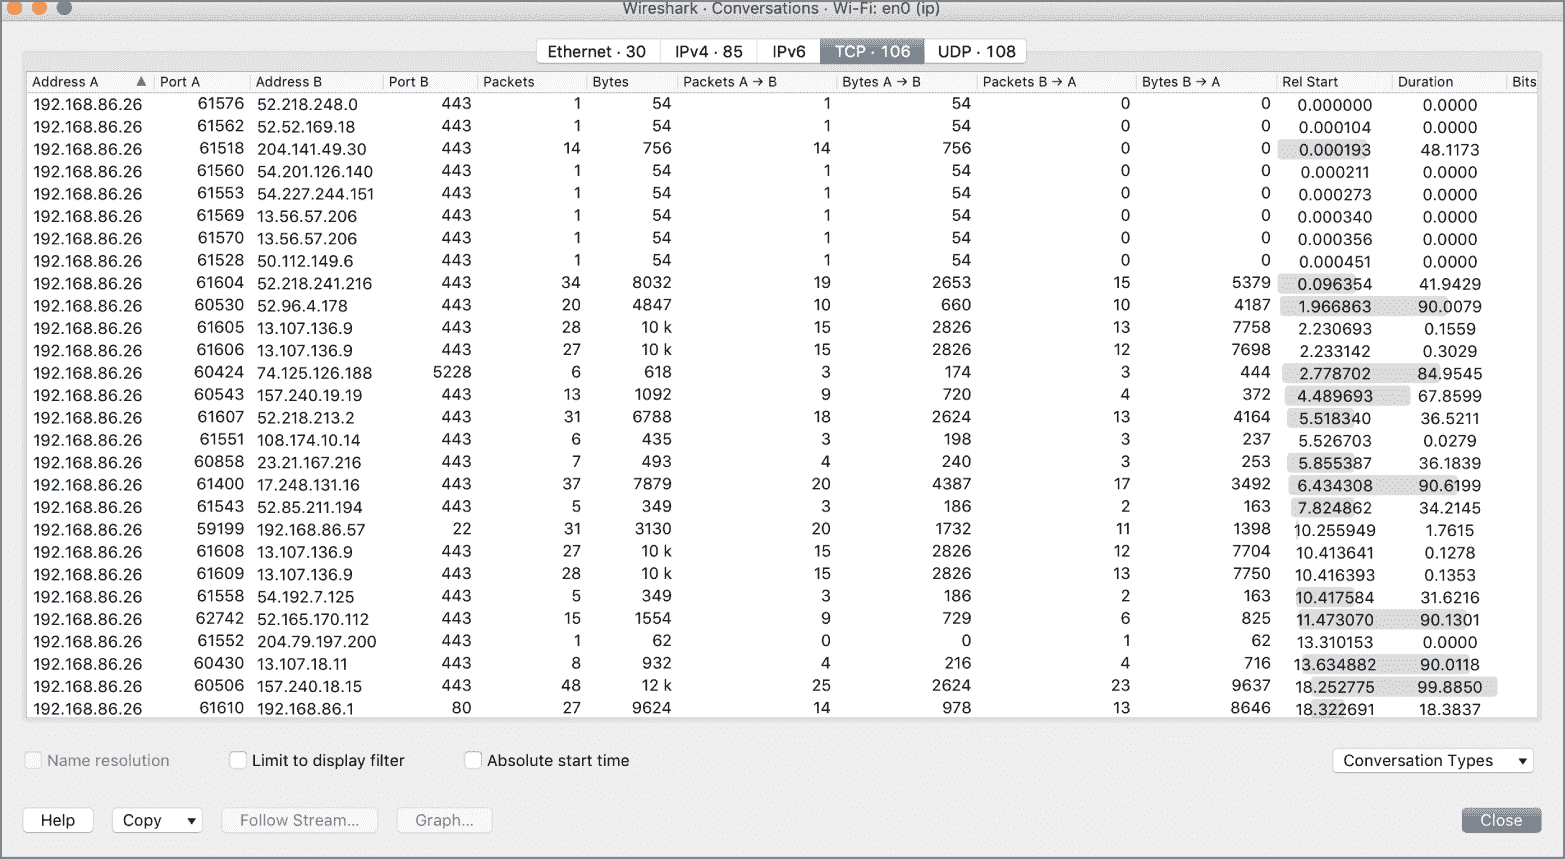 Wireshark · Conversations · Wi-Fi: en0 (ip)
Ethernet · 30 IPv4 · 85 IPv6 TCP · 106 UDP · 108
Address A ▲ Port A Address B Port B Packets Bytes Packets A → B Bytes A → B Packets B → A Bytes B → A Rel Start Duration Bits
192.168.86.26 61576 52.218.248.0 443 1 54 1 54 0 0 0.000000 0.0000
192.168.86.26 61562 52.52.169.18 443 1 54 1 54 0 0 0.000104 0.0000
192.168.86.26 61518 204.141.49.30 443 14 756 14 756 0 0 0.000193 48.1173
192.168.86.26 61560 54.201.126.140 443 1 54 1 54 0 0 0.000211 0.0000
192.168.86.26 61553 54.227.244.151 443 1 54 1 54 0 0 0.000273 0.0000
192.168.86.26 61569 13.56.57.206 443 1 54 1 54 0 0 0.000340 0.0000
192.168.86.26 61570 13.56.57.206 443 1 54 1 54 0 0 0.000356 0.0000
192.168.86.26 61528 50.112.149.6 443 1 54 1 54 0 0 0.000451 0.0000
192.168.86.26 61604 52.218.241.216 443 34 8032 19 2653 15 5379 0.096354 41.9429
192.168.86.26 60530 52.96.4.178 443 20 4847 10 660 10 4187 1.966863 90.0079
192.168.86.26 61605 13.107.136.9 443 28 10 k 15 2826 13 7758 2.230693 0.1559
192.168.86.26 61606 13.107.136.9 443 27 10 k 15 2826 12 7698 2.233142 0.3029
192.168.86.26 60424 74.125.126.188 5228 6 618 3 174 3 444 2.778702 84.9545
192.168.86.26 60543 157.240.19.19 443 13 1092 9 720 4 372 4.489693 67.8599
192.168.86.26 61607 52.218.213.2 443 31 6788 18 2624 13 4164 5.518340 36.5211
192.168.86.26 61551 108.174.10.14 443 6 435 3 198 3 237 5.526703 0.0279
192.168.86.26 60858 23.21.167.216 443 7 493 4 240 3 253 5.855387 36.1839
192.168.86.26 61400 17.248.131.16 443 37 7879 20 4387 17 3492 6.434308 90.6199
192.168.86.26 61543 52.85.211.194 443 5 349 3 186 2 163 7.824862 34.2145
192.168.86.26 59199 192.168.86.57 22 31 3130 20 1732 11 1398 10.255949 1.7615
192.168.86.26 61608 13.107.136.9 443 27 10 k 15 2826 12 7704 10.413641 0.1278
192.168.86.26 61609 13.107.136.9 443 28 10 k 15 2826 13 7750 10.416393 0.1353
192.168.86.26 61558 54.192.7.125 443 5 349 3 186 2 163 10.417584 31.6216
192.168.86.26 62742 52.165.170.112 443 15 1554 9 729 6 825 11.473070 90.1301
192.168.86.26 61552 204.79.197.200 443 1 62 0 0 1 62 13.310153 0.0000
192.168.86.26 60430 13.107.18.11 443 8 932 4 216 4 716 13.634882 90.0118
192.168.86.26 60506 157.240.18.15 443 48 12 k 25 2624 23 9637 18.252775 99.8850
192.168.86.26 61610 192.168.86.1 80 27 9624 14 978 13 8646 18.322691 18.3837
Name resolution Limit to display filter Absolute start time Conversation Types ▼
Help Copy ▼ Follow Stream... Graph... Close